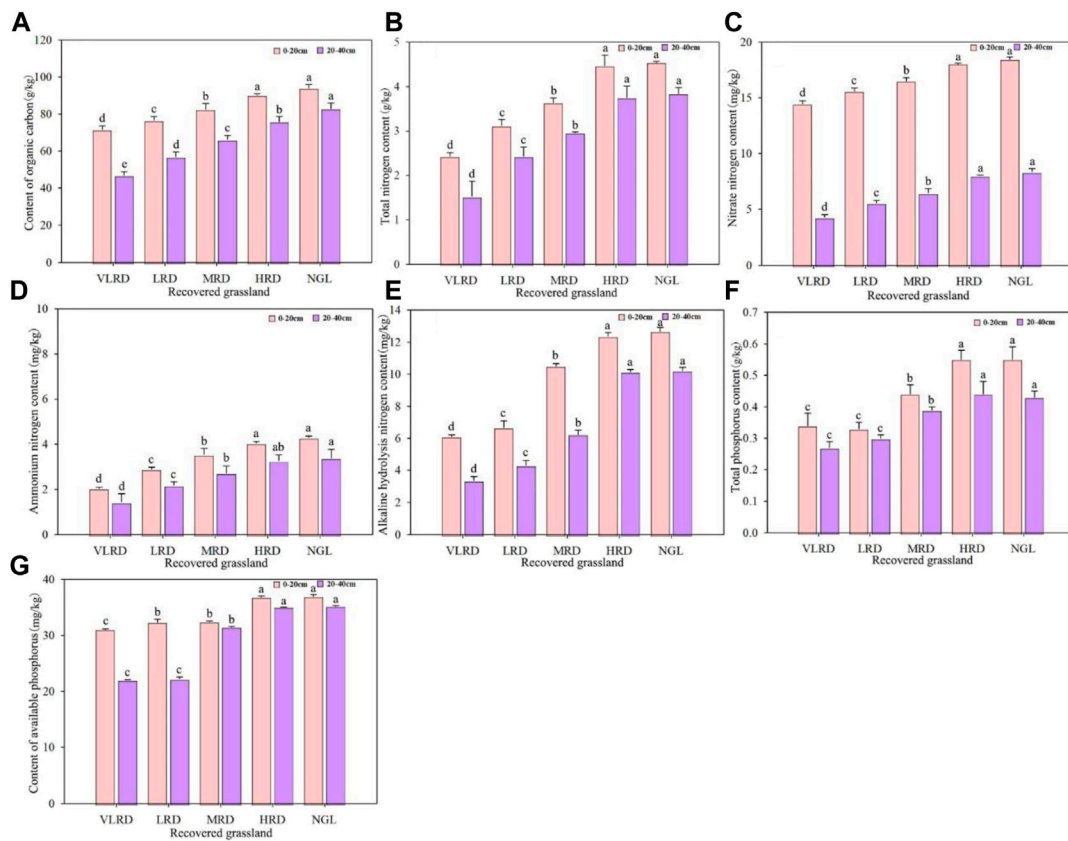 A
Content of organic carbon(g/kg)
120
100
80
60
40
20
0
0-20cm 20-40cm
d e c d b c a b a a
VLRD LRD MRD HRD NGL
Recovered grassland
B
Total nitrogen content (g/kg)
5
4
3
2
1
0
0-20cm 20-40cm
d d c c b b a a a a
VLRD LRD MRD HRD NGL
Recovered grassland
C
Nitrate nitrogen content(mg/kg)
20
15
10
5
0
0-20cm 20-40cm
d d c c b b a a a a
VLRD LRD MRD HRD NGL
Recovered grassland
D
Ammonium nitrogen content (mg/kg)
10
8
6
4
2
0
0-20cm 20-40cm
d d c c b b a ab a a
VLRD LRD MRD HRD NGL
Recovered grassland
E
Alkaline hydrolysis nitrogen content(mg/kg)
14
12
10
8
6
4
2
0
0-20cm 20-40cm
d d c c b b a a a a
VLRD LRD MRD HRD NGL
Recovered grassland
F
Total phosphorus content(g/kg)
0.7
0.6
0.5
0.4
0.3
0.2
0.1
0.0
0-20cm 20-40cm
c c c c b b a a a a
VLRD LRD MRD HRD NGL
Recovered grassland
G
Content of available phosphorus(mg/kg)
40
30
20
10
0
0-20cm 20-40cm
c c b c b b a a a a
VLRD LRD MRD HRD NGL
Recovered grassland